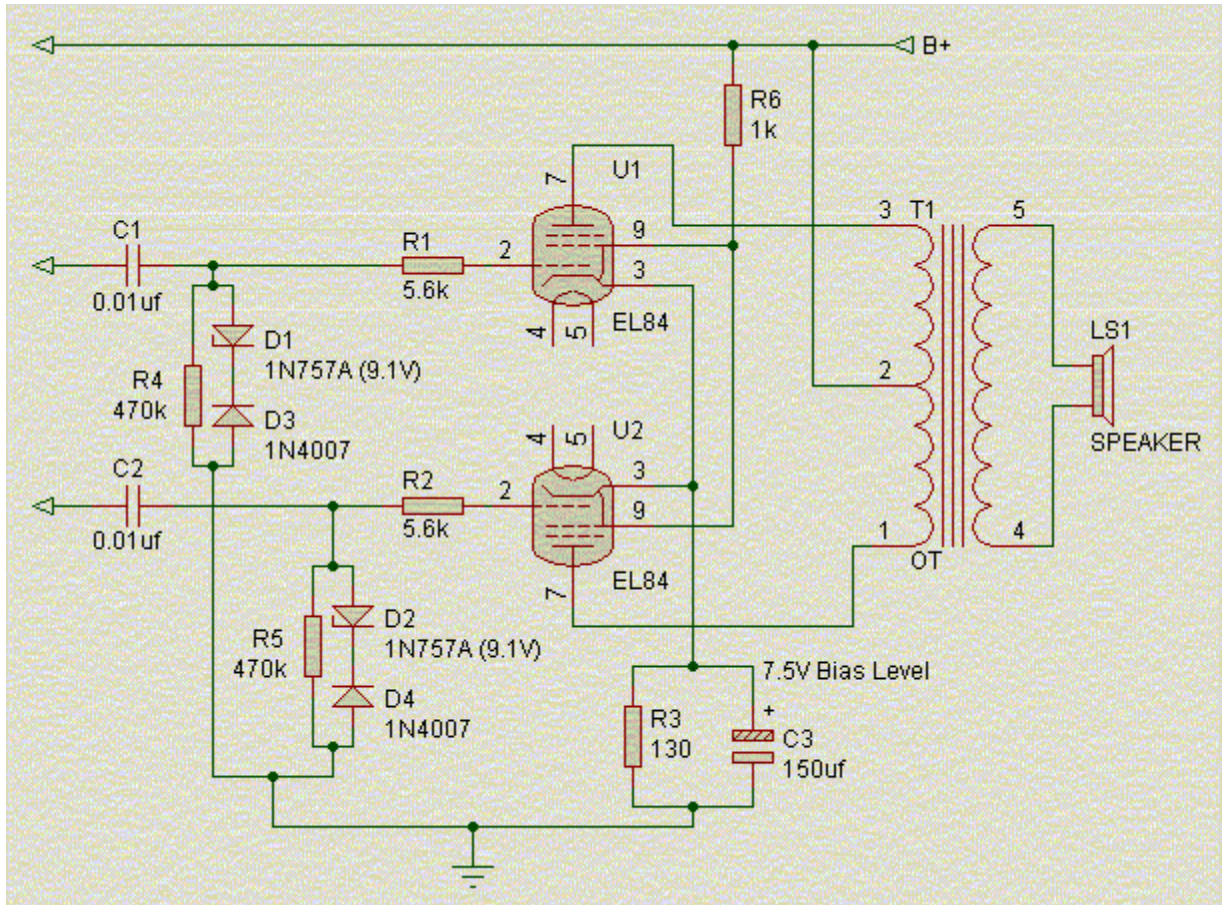 B+
R6
1k
7
U1
C1
R1
2
9
3
T1
5
0.01uf
5.6k
3
4
5
EL84
D1
1N757A (9.1V)
2
LS1
R4
470k
D3
1N4007
SPEAKER
4
5
U2
C2
R2
2
3
9
0.01uf
5.6k
1
4
OT
7
EL84
D2
1N757A (9.1V)
R5
470k
D4
1N4007
7.5V Bias Level
R3
130
+
C3
150uf